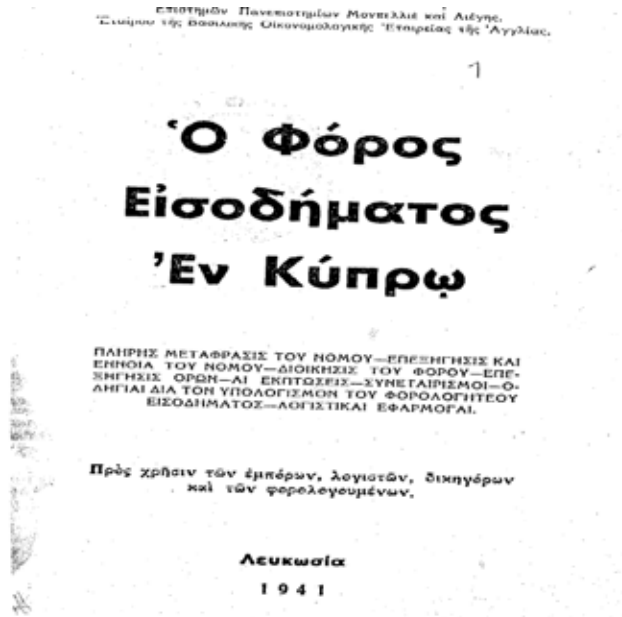 Ἐπιστημῶν Πανεπιστημίων Μονπελλιὲ καὶ Λιέγης,
Ἑταίρου τῆς Βασιλικῆς Οἰκονομολογικῆς Ἑταιρείας τῆς Ἀγγλίας.
1
Ὁ Φόρος
Εἰσοδήματος
Ἐν Κύπρῳ
ΠΛΗΡΗΣ ΜΕΤΑΦΡΑΣΙΣ ΤΟΥ ΝΟΜΟΥ—ΕΠΕΞΗΓΗΣΙΣ ΚΑΙ
ΕΝΝΟΙΑ ΤΟΥ ΝΟΜΟΥ—ΔΙΟΙΚΗΣΙΣ ΤΟΥ ΦΟΡΟΥ—ΕΠΕ-
ΞΗΓΗΣΙΣ ΟΡΩΝ—ΑΙ ΕΚΠΤΩΣΕΙΣ—ΣΥΝΕΤΑΙΡΙΣΜΟΙ—Ο-
ΔΗΓΙΑΙ ΔΙΑ ΤΟΝ ΥΠΟΛΟΓΙΣΜΟΝ ΤΟΥ ΦΟΡΟΛΟΓΗΤΕΟΥ
ΕΙΣΟΔΗΜΑΤΟΣ—ΛΟΓΙΣΤΙΚΑΙ ΕΦΑΡΜΟΓΑΙ.
Πρὸς χρῆσιν τῶν ἐμπόρων, λογιστῶν, δικηγόρων
καὶ τῶν φορολογουμένων.
Λευκωσία
1941